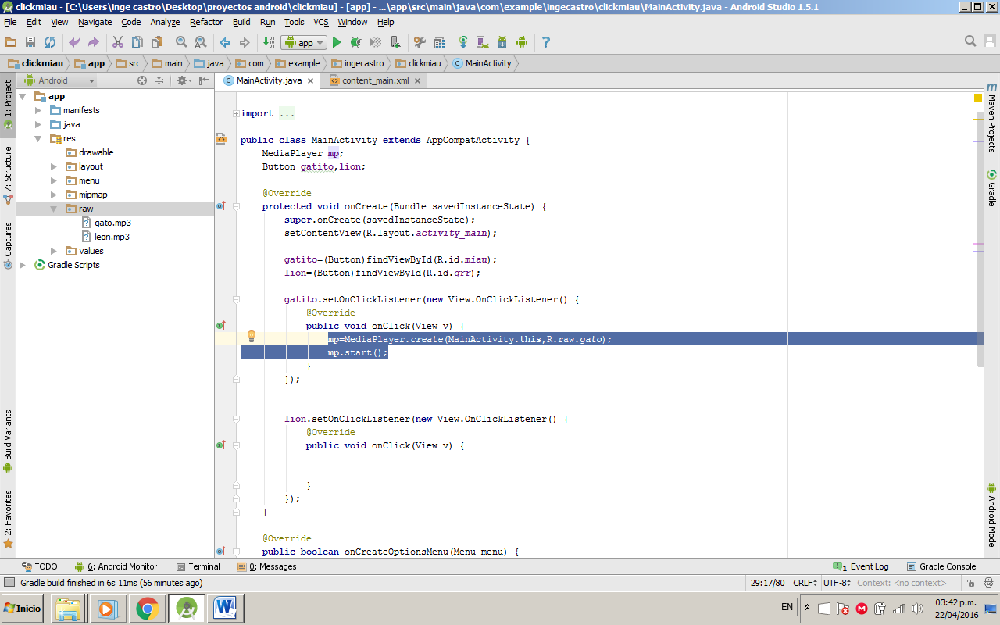 clickmiau - [C:\Users\inge castro\Desktop\proyectos android\clickmiau] - [app] - ...\app\src\main\java\com\example\ingecastro\clickmiau\MainActivity.java - Android Studio 1.5.1
File Edit View Navigate Code Analyze Refactor Build Run Tools VCS Window Help
app
clickmiau app src main java com example ingecastro clickmiau MainActivity
Android
MainActivity.java content_main.xml
1: Project
7: Structure
Captures
Build Variants
2: Favorites
app
manifests
java
res
drawable
layout
menu
mipmap
raw
gato.mp3
leon.mp3
values
Gradle Scripts
import ...
public class MainActivity extends AppCompatActivity {
MediaPlayer mp;
Button gatito,lion;
@Override
protected void onCreate(Bundle savedInstanceState) {
super.onCreate(savedInstanceState);
setContentView(R.layout.activity_main);
gatito=(Button)findViewById(R.id.miau);
lion=(Button)findViewById(R.id.grr);
gatito.setOnClickListener(new View.OnClickListener() {
@Override
public void onClick(View v) {
mp=MediaPlayer.create(MainActivity.this,R.raw.gato);
mp.start();
}
});
lion.setOnClickListener(new View.OnClickListener() {
@Override
public void onClick(View v) {
}
});
}
@Override
public boolean onCreateOptionsMenu(Menu menu) {
Maven Projects
Gradle
Android Model
TODO 6: Android Monitor Terminal 0: Messages 1 Event Log Gradle Console
Gradle build finished in 6s 11ms (56 minutes ago) 29:17/80 CRLF UTF-8 Context: <no context>
Inicio EN 03:42 p.m.
22/04/2016